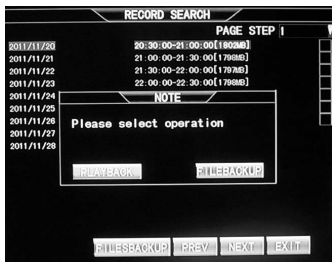 RECORD SEARCH
PAGE STEP 1
2011/11/20 20:30:00-21:00:00[1802MB]
2011/11/21 21:00:00-21:30:00[1796MB]
2011/11/22 21:30:00-22:00:00[1797MB]
2011/11/23 22:00:00-22:30:00[1798MB]
2011/11/24
2011/11/25
2011/11/26
2011/11/27
2011/11/28
NOTE
Please select operation
PLAYBACK FILEBACKUP
FILESBACKUP PREV NEXT EXIT